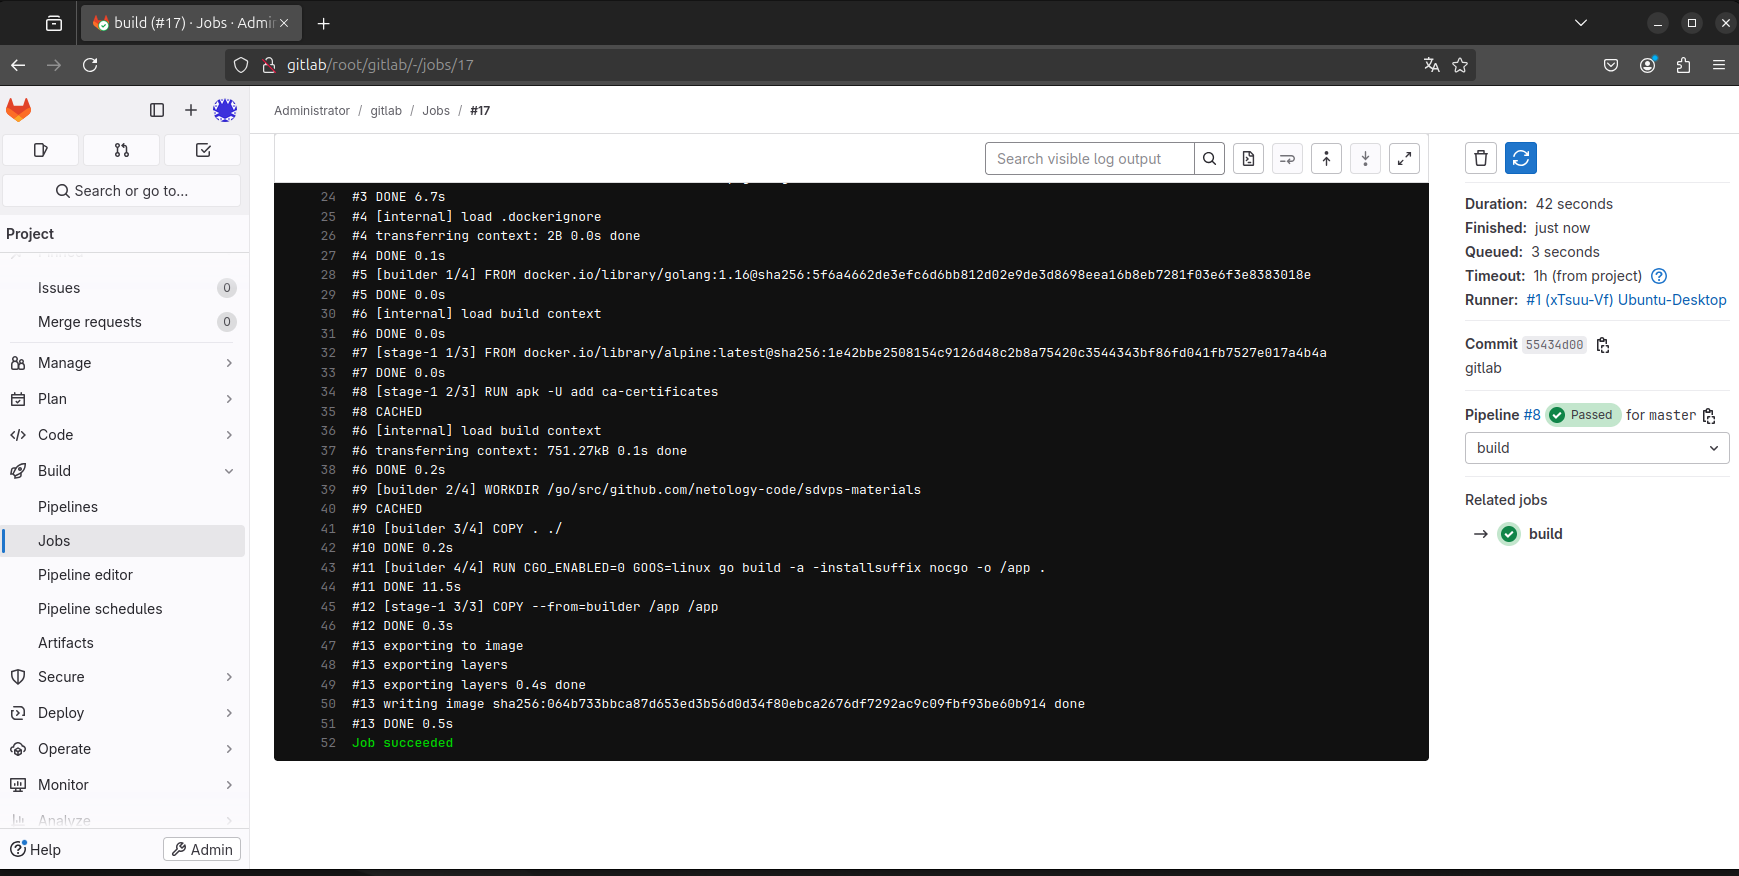 build (#17) · Jobs · Admin
gitlab/root/gitlab/-/jobs/17
Administrator / gitlab / Jobs / #17
Search or go to...
Project
Issues 0
Merge requests 0
Manage
Plan
Code
Build
Pipelines
Jobs
Pipeline editor
Pipeline schedules
Artifacts
Secure
Deploy
Operate
Monitor
Analyze
Help
Admin
Search visible log output
24 #3 DONE 6.7s
25 #4 [internal] load .dockerignore
26 #4 transferring context: 2B 0.0s done
27 #4 DONE 0.1s
28 #5 [builder 1/4] FROM docker.io/library/golang:1.16@sha256:5f6a4662de3efc6d6bb812d02e9de3d8698eea16b8eb7281f03e6f3e8383018e
29 #5 DONE 0.0s
30 #6 [internal] load build context
31 #6 DONE 0.0s
32 #7 [stage-1 1/3] FROM docker.io/library/alpine:latest@sha256:1e42bbe2508154c9126d48c2b8a75420c3544343bf86fd041fb7527e017a4b4a
33 #7 DONE 0.0s
34 #8 [stage-1 2/3] RUN apk -U add ca-certificates
35 #8 CACHED
36 #6 [internal] load build context
37 #6 transferring context: 751.27kB 0.1s done
38 #6 DONE 0.2s
39 #9 [builder 2/4] WORKDIR /go/src/github.com/netology-code/sdvps-materials
40 #9 CACHED
41 #10 [builder 3/4] COPY . ./
42 #10 DONE 0.2s
43 #11 [builder 4/4] RUN CGO_ENABLED=0 GOOS=linux go build -a -installsuffix nocgo -o /app .
44 #11 DONE 11.5s
45 #12 [stage-1 3/3] COPY --from=builder /app /app
46 #12 DONE 0.3s
47 #13 exporting to image
48 #13 exporting layers
49 #13 exporting layers 0.4s done
50 #13 writing image sha256:064b733bbca87d653ed3b56d0d34f80ebca2676df7292ac9c09fbf93be60b914 done
51 #13 DONE 0.5s
52 Job succeeded
Duration: 42 seconds
Finished: just now
Queued: 3 seconds
Timeout: 1h (from project)
Runner: #1 (xTsuu-Vf) Ubuntu-Desktop
Commit 55434d00
gitlab
Pipeline #8 Passed for master
build
Related jobs
build